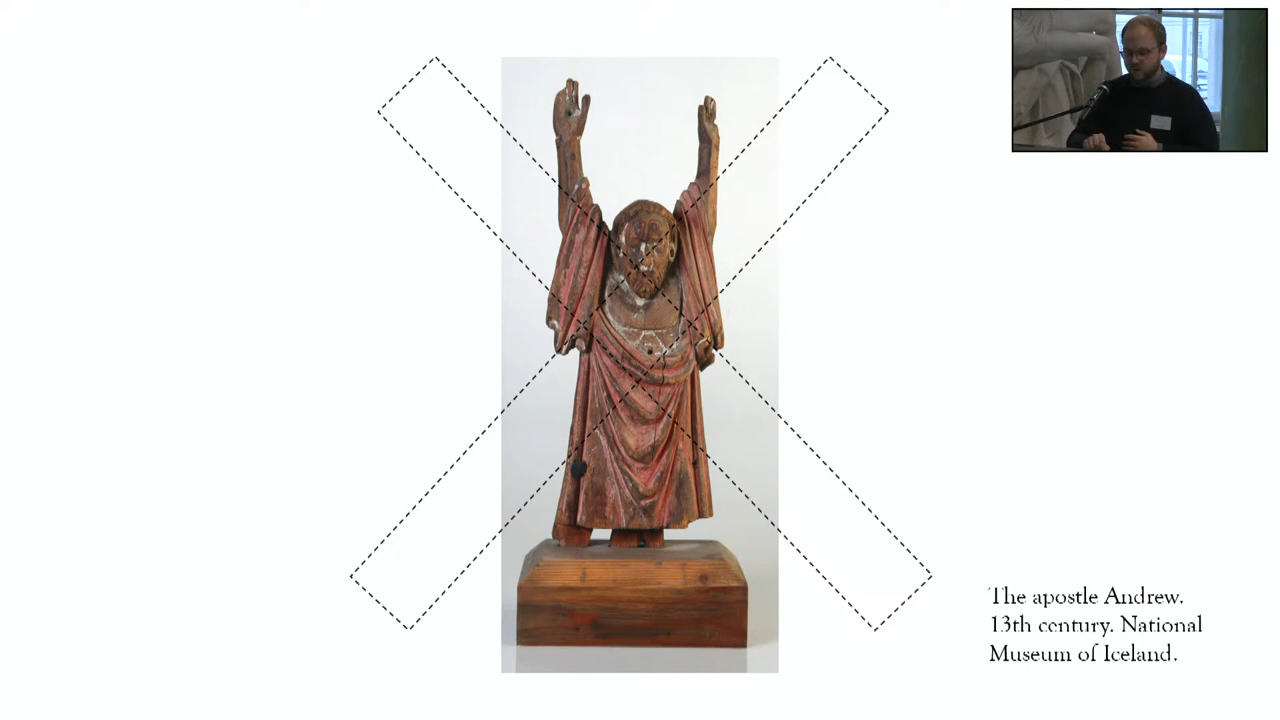 The apostle Andrew.
13th century. National
Museum of Iceland.